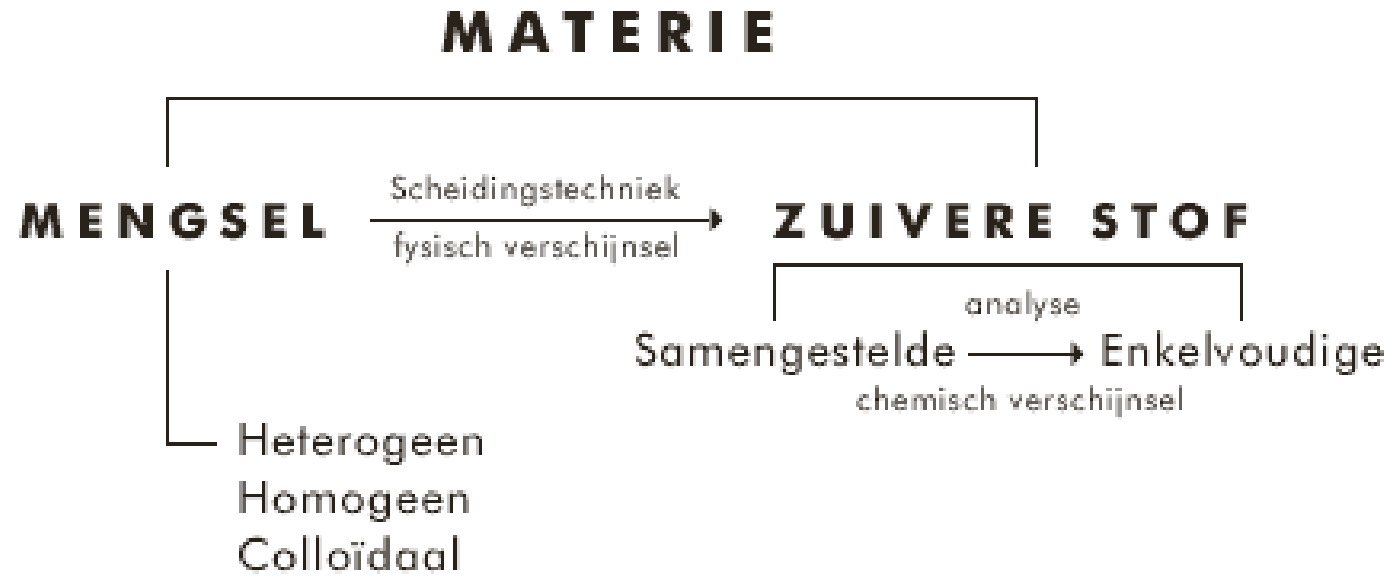 MATERIE
Scheidingstechniek
MENGSEL
ZUIVERE STOF
fysisch verschijnsel
analyse
Samengestelde
Enkelvoudige
chemisch verschijnsel
Heterogeen
Homogeen
Colloïdaal